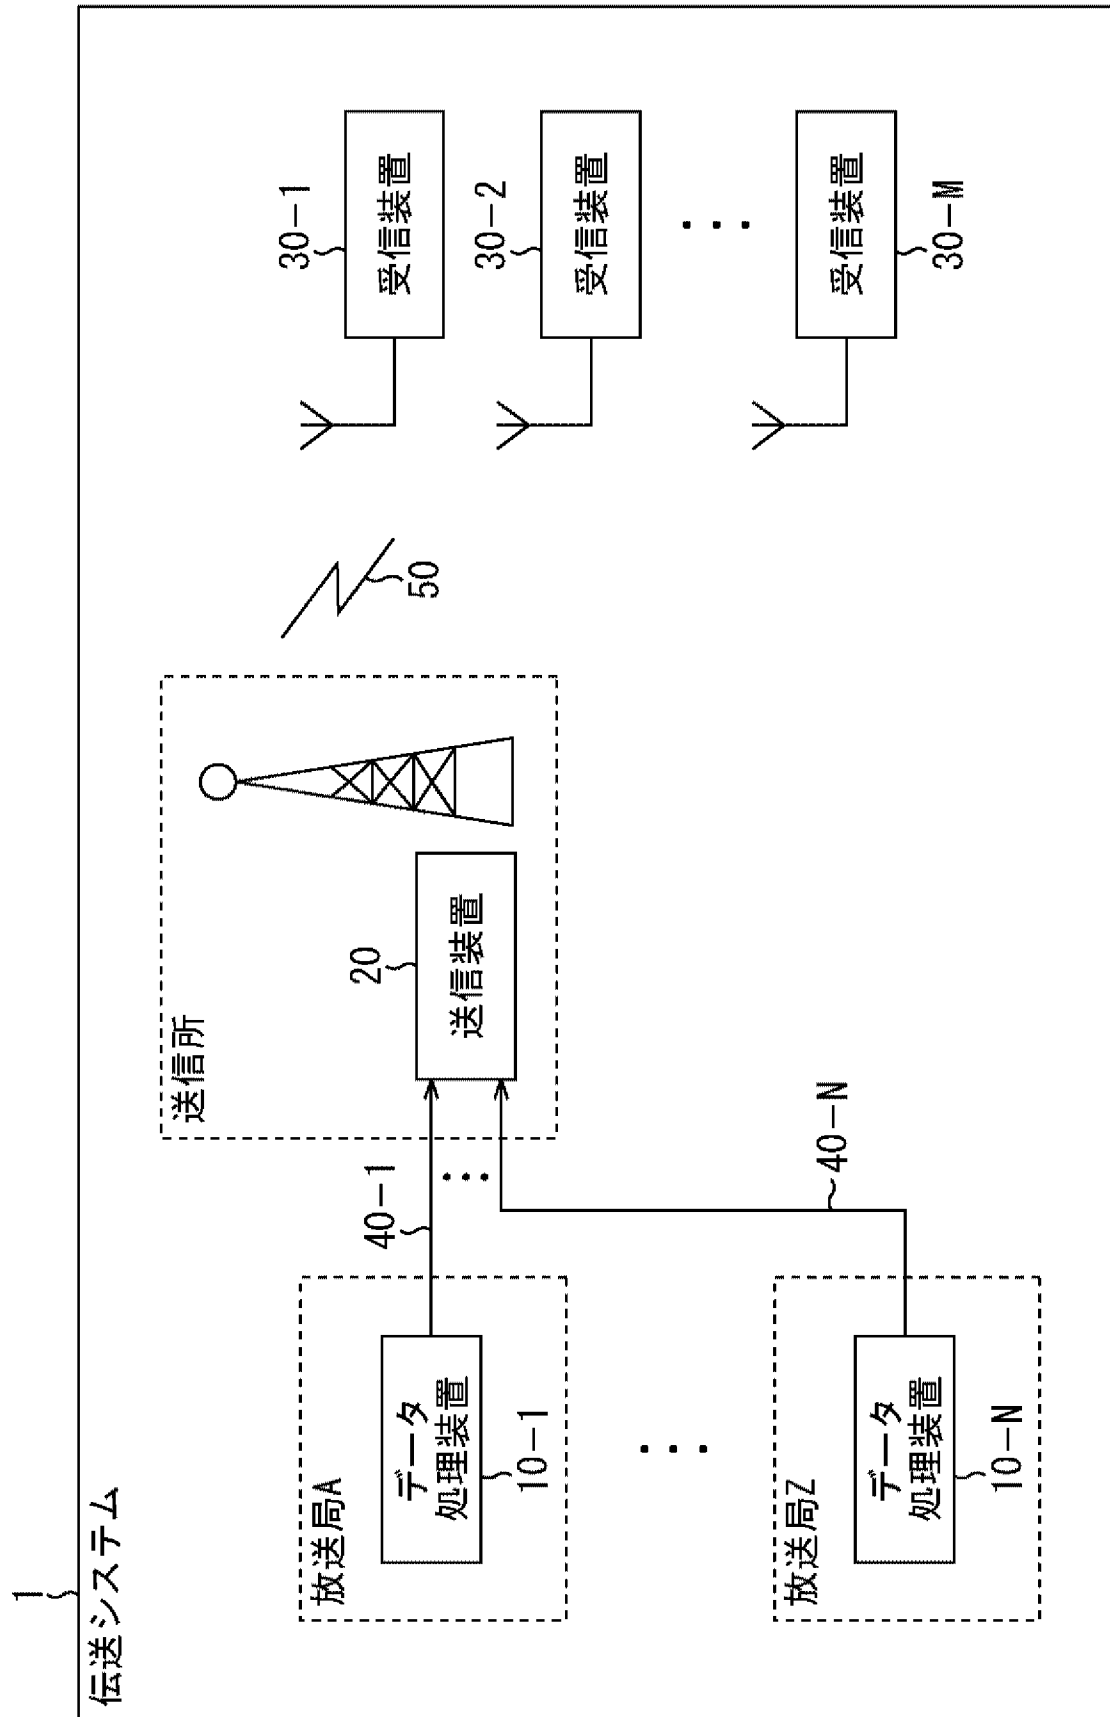 1
伝送システム
放送局A
データ
処理装置
10-1
・・・
放送局Z
データ
処理装置
10-N
40-1
・・・
40-N
送信所
20
送信装置
50
30-1
受信装置
30-2
受信装置
・・・
受信装置
30-M